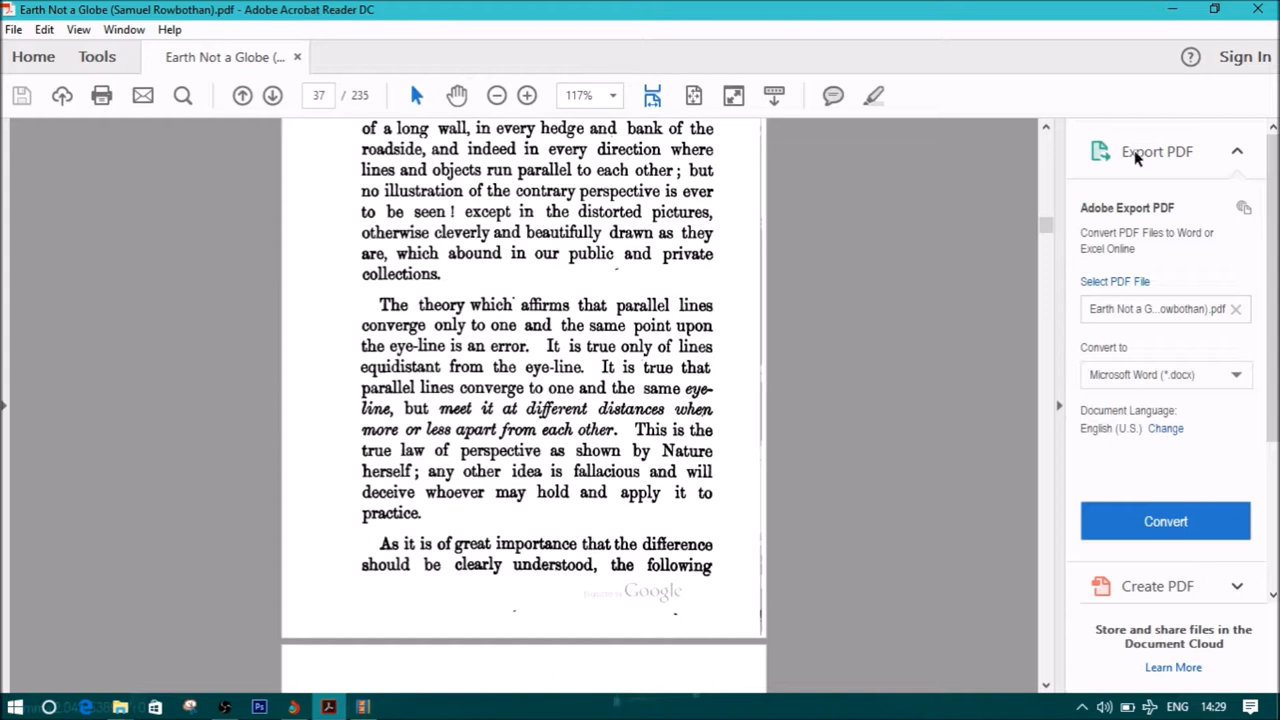 Earth Not a Globe (Samuel Rowbothan).pdf - Adobe Acrobat Reader DC
File Edit View Window Help
Home Tools Earth Not a Globe (... × Sign In
37 / 235 117%
of a long wall, in every hedge and bank of the
roadside, and indeed in every direction where
lines and objects run parallel to each other; but
no illustration of the contrary perspective is ever
to be seen! except in the distorted pictures,
otherwise cleverly and beautifully drawn as they
are, which abound in our public and private
collections.
The theory which affirms that parallel lines
converge only to one and the same point upon
the eye-line is an error. It is true only of lines
equidistant from the eye-line. It is true that
parallel lines converge to one and the same eye-
line, but meet it at different distances when
more or less apart from each other. This is the
true law of perspective as shown by Nature
herself; any other idea is fallacious and will
deceive whoever may hold and apply it to
practice.
As it is of great importance that the difference
should be clearly understood, the following
Google
Export PDF
Adobe Export PDF
Convert PDF Files to Word or
Excel Online
Select PDF File
Earth Not a G...owbothan).pdf
Convert to
Microsoft Word (*.docx)
Document Language:
English (U.S.) Change
Convert
Create PDF
Store and share files in the
Document Cloud
Learn More
ENG 14:29